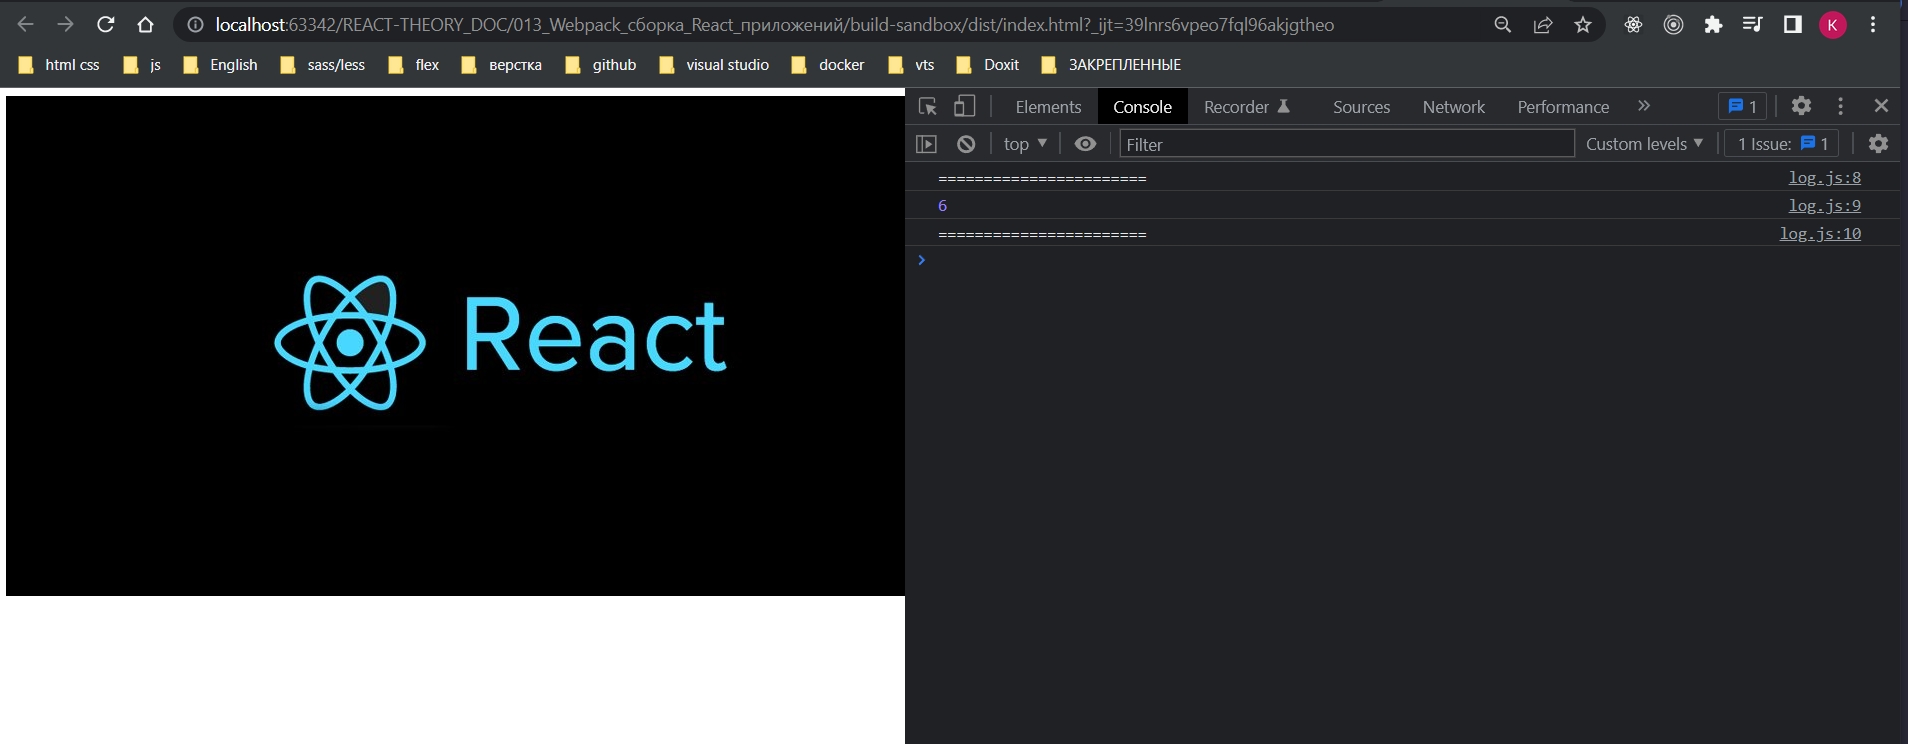 localhost:63342/REACT-THEORY_DOC/013_Webpack_сборка_React_приложений/build-sandbox/dist/index.html?_ijt=39lnrs6vpeo7fql96akjgtheo K
html css js English sass/less flex верстка github visual studio docker vts Doxit ЗАКРЕПЛЕННЫЕ
Elements Console Recorder Sources Network Performance » 1
top Filter Custom levels 1 Issue: 1
======================= log.js:8
6 log.js:9
======================= log.js:10
React